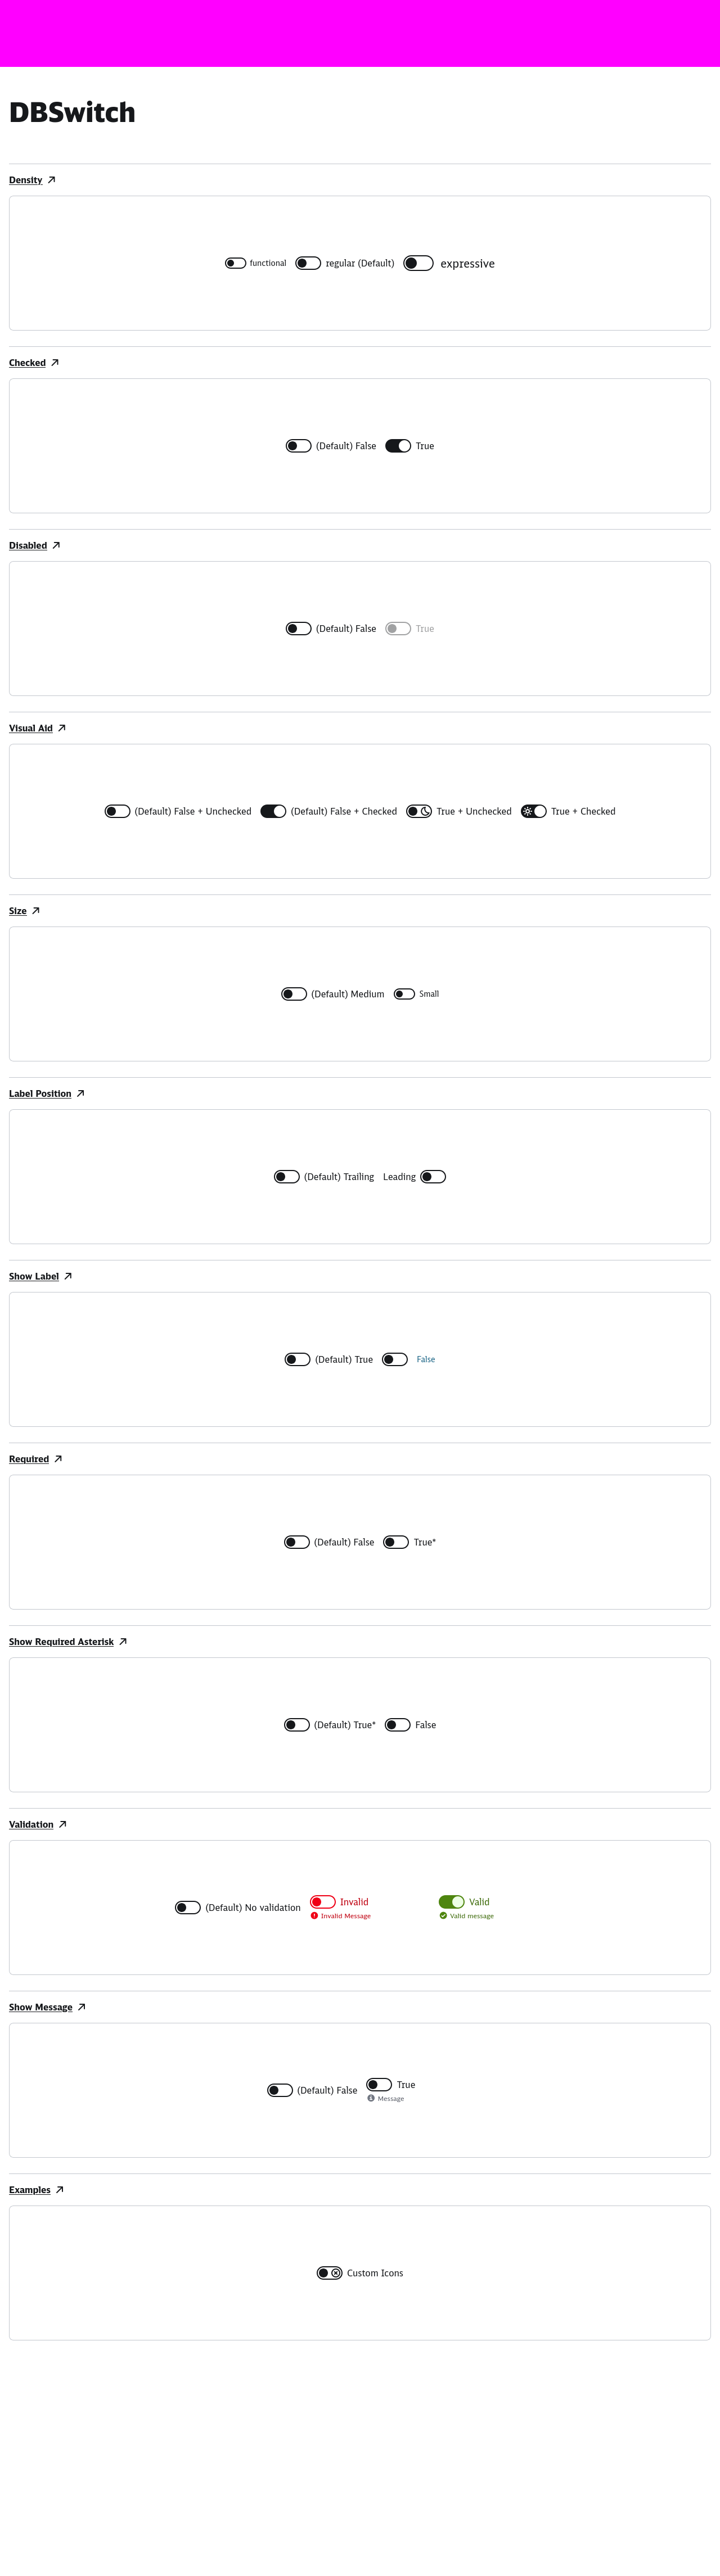 DBSwitch
Density
functional regular (Default) expressive
Checked
(Default) False True
Disabled
(Default) False True
Visual Aid
(Default) False + Unchecked (Default) False + Checked True + Unchecked True + Checked
Size
(Default) Medium Small
Label Position
(Default) Trailing Leading
Show Label
(Default) True False
Required
(Default) False True*
Show Required Asterisk
(Default) True* False
Validation
(Default) No validation Invalid Valid
Invalid Message Valid message
Show Message
(Default) False True
Message
Examples
Custom Icons